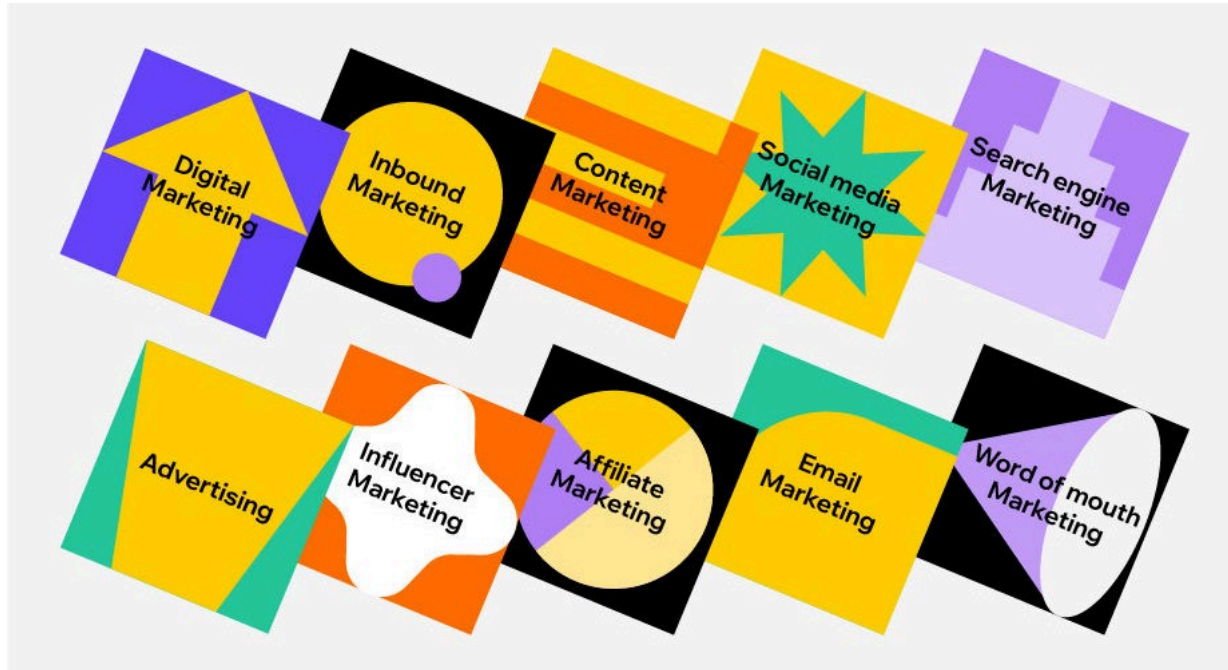 Digital
Marketing
Inbound
Marketing
Content
Marketing
Social media
Marketing
Search engine
Marketing
Advertising
Influencer
Marketing
Affiliate
Marketing
Email
Marketing
Word of mouth
Marketing